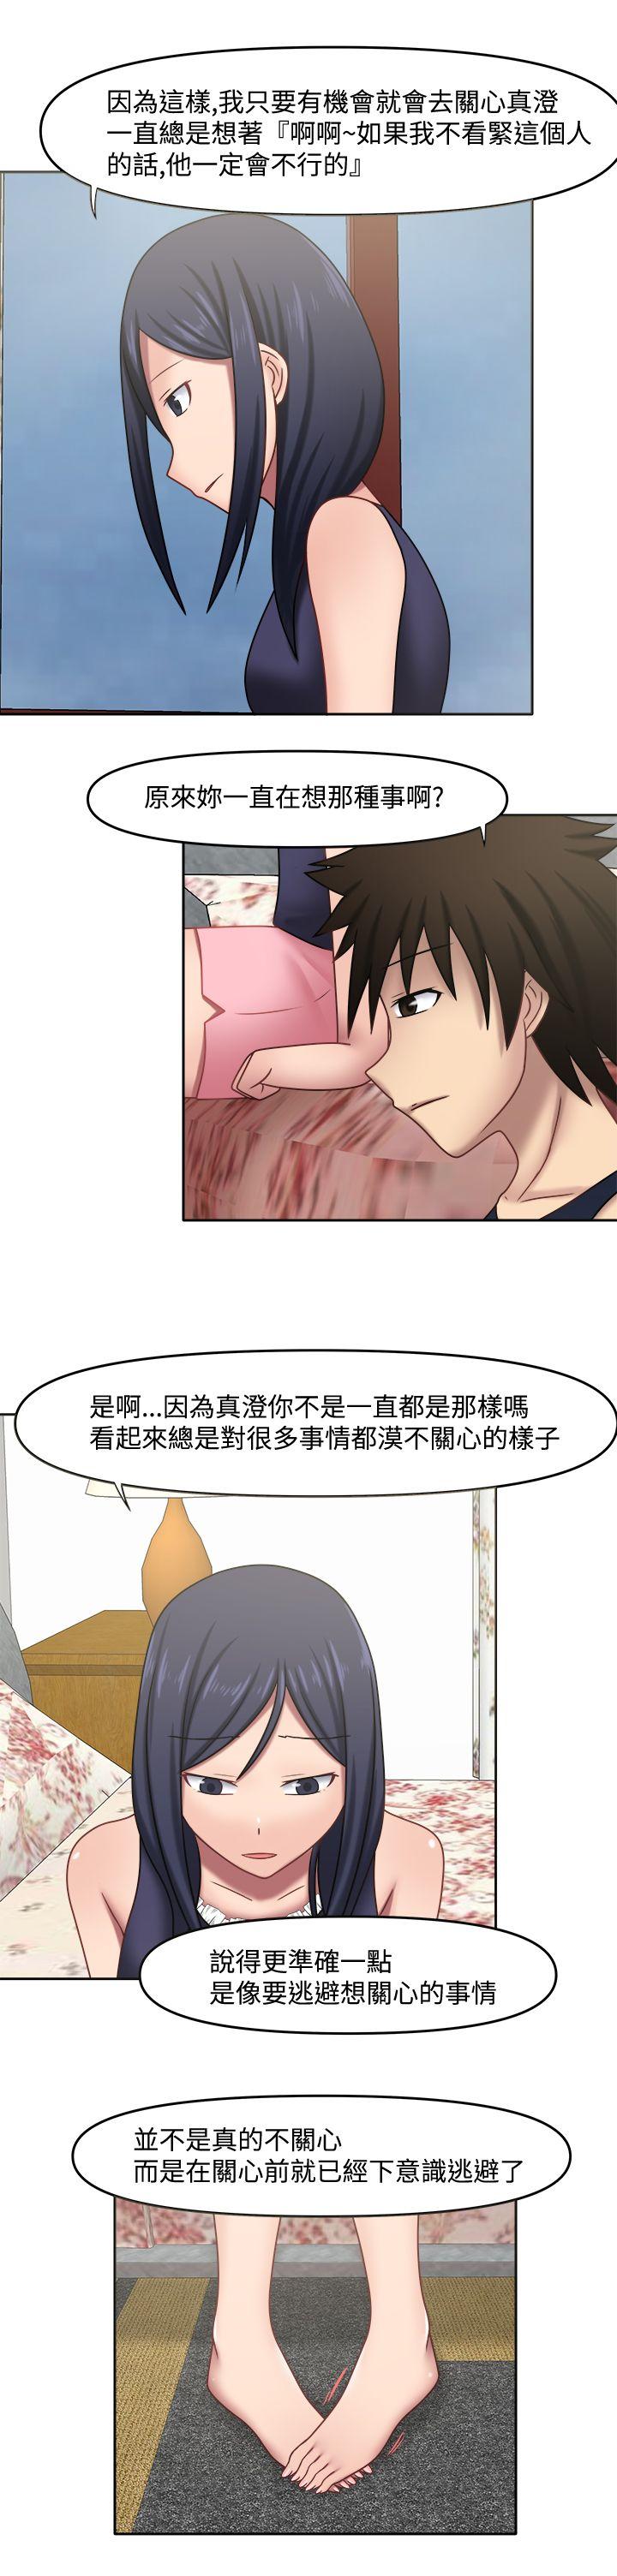 因為這樣,我只要有機會就會去關心真澄
一直總是想著『啊啊~如果我不看緊這個人
的話,他一定會不行的』
原來妳一直在想那種事啊?
是啊...因為真澄你不是一直都是那樣嗎
看起來總是對很多事情都漠不關心的樣子
說得更準確一點
是像要逃避想關心的事情
並不是真的不關心
而是在關心前就已經下意識逃避了